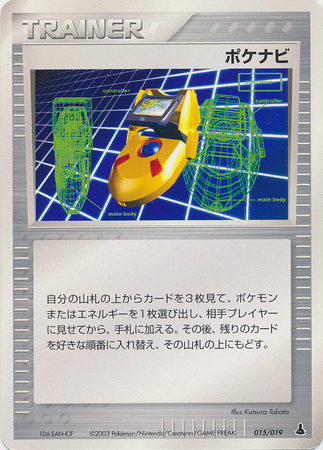 TRAINER
ポケナビ
controller
controller
main body
main body
自分の山札の上からカードを3枚見て、ポケモン
またはエネルギーを1枚選び出し、相手プレイヤー
に見せてから、手札に加える。その後、残りのカード
を好きな順番に入れ替え、その山札の上にもどす。
Illus.Katsura Tabata
1D6-EAN-KJF
©2003 Pokémon/Nintendo/Creatures/GAME FREAK
015/019